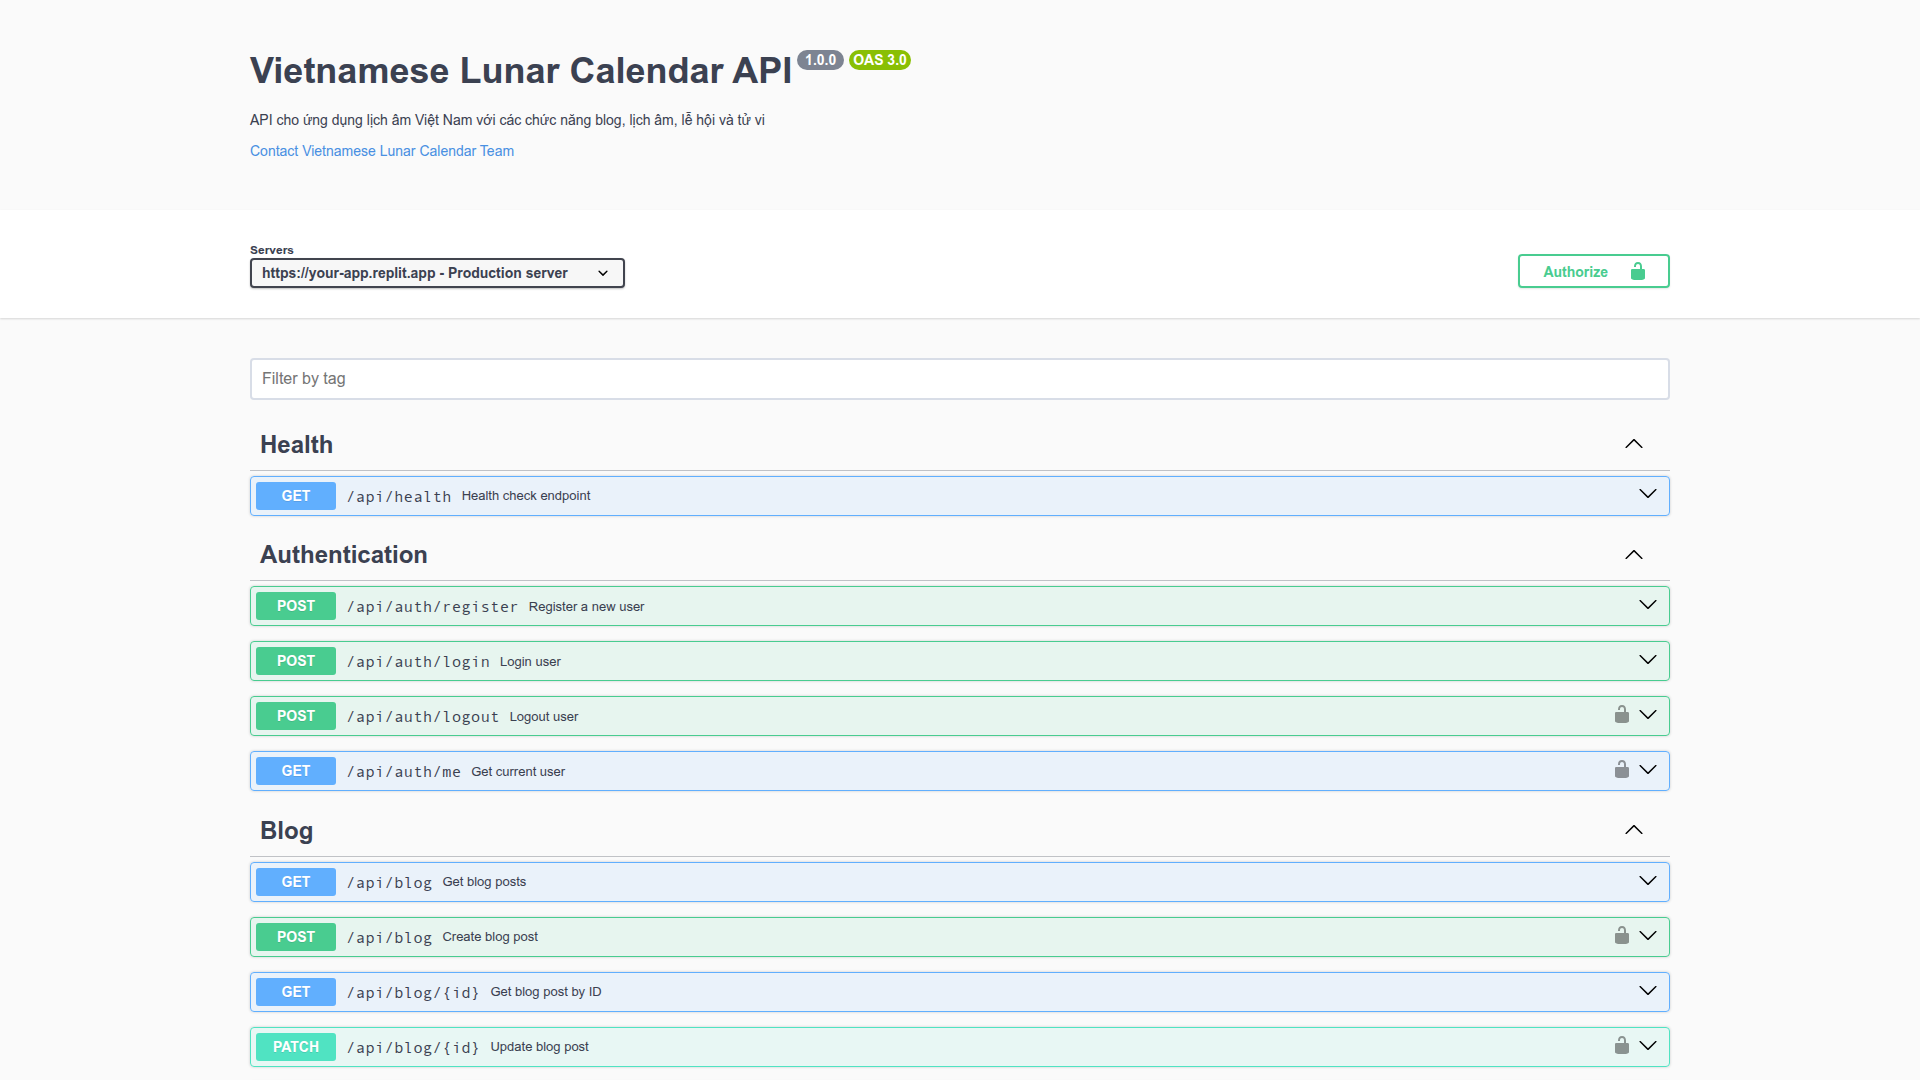 Vietnamese Lunar Calendar API 1.0.0 OAS 3.0
API cho ứng dụng lịch âm Việt Nam với các chức năng blog, lịch âm, lễ hội và tử vi
Contact Vietnamese Lunar Calendar Team
Servers
https://your-app.replit.app - Production server
Authorize
Filter by tag
Health
GET /api/health Health check endpoint
Authentication
POST /api/auth/register Register a new user
POST /api/auth/login Login user
POST /api/auth/logout Logout user
GET /api/auth/me Get current user
Blog
GET /api/blog Get blog posts
POST /api/blog Create blog post
GET /api/blog/{id} Get blog post by ID
PATCH /api/blog/{id} Update blog post